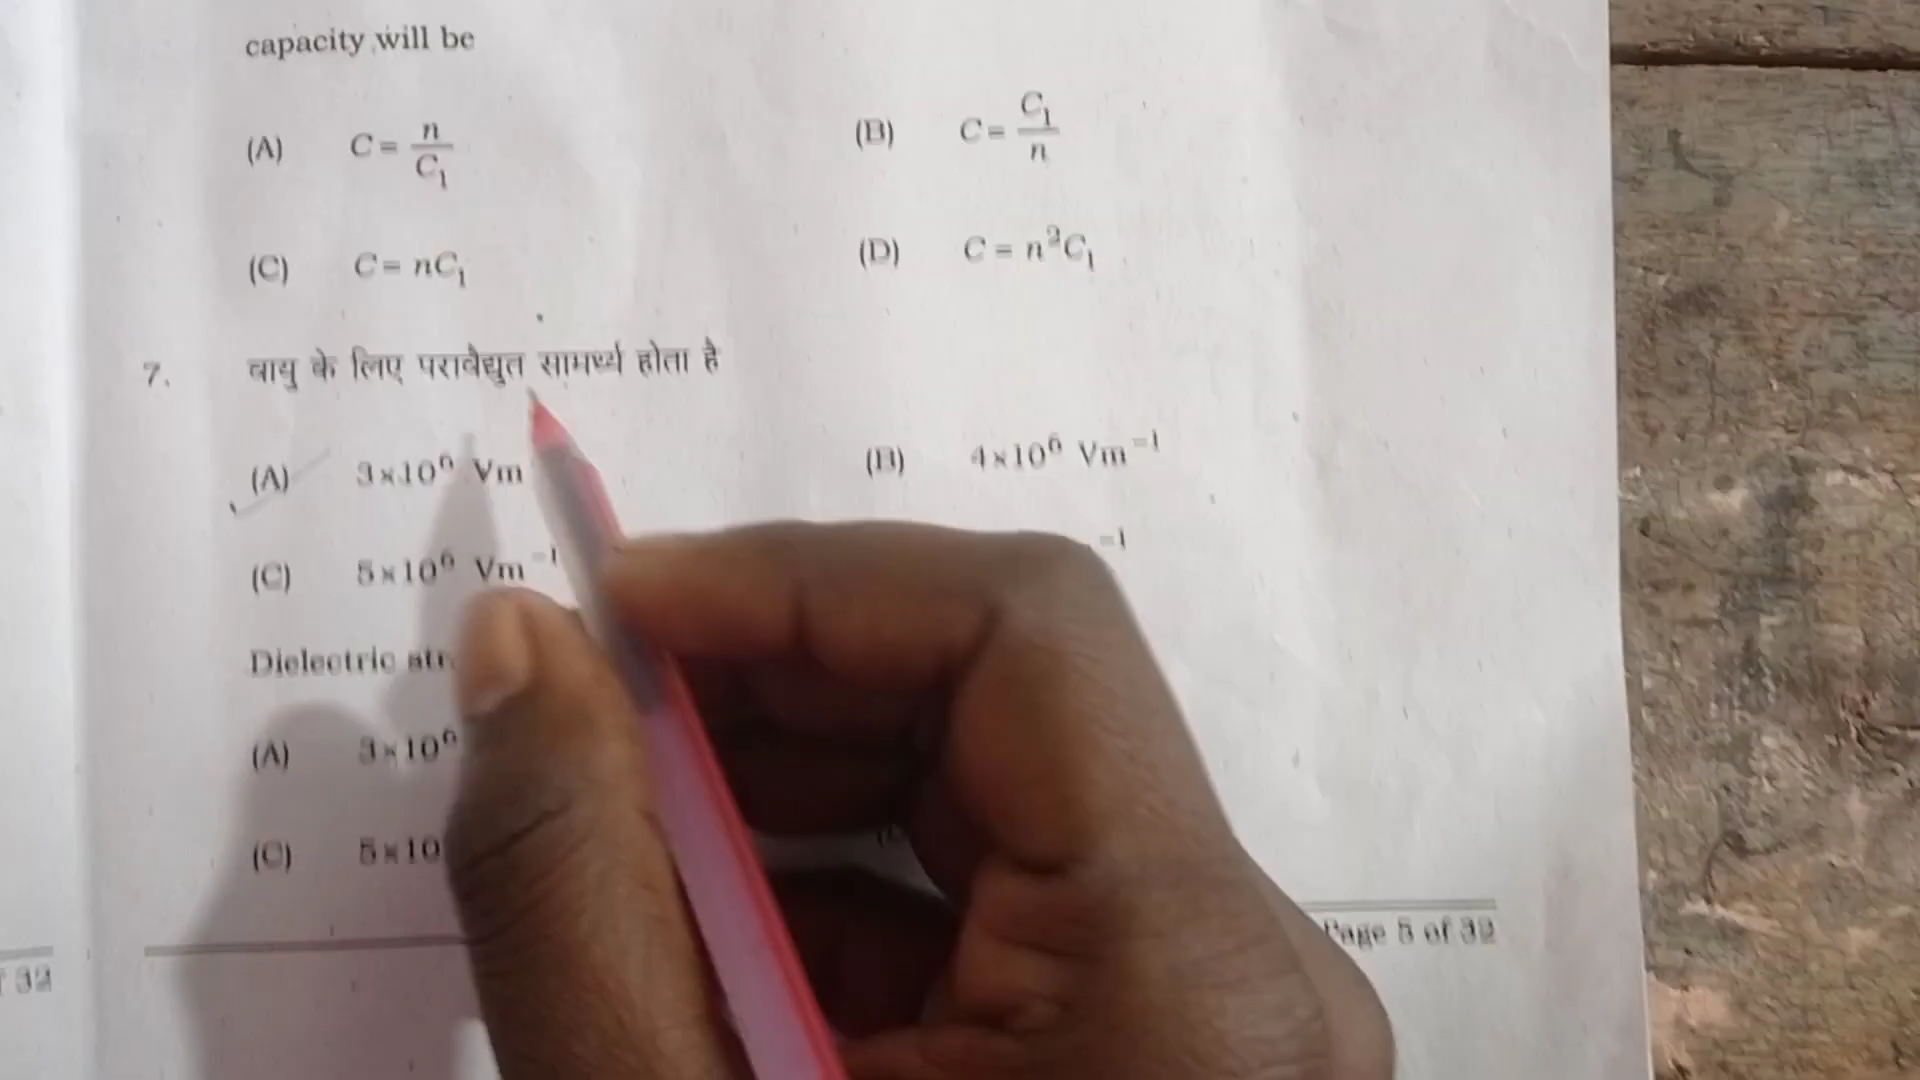 capacity will be
(A) C = n/C₁
(B) C = C₁/n
(C) C = nC₁
(D) C = n²C₁
7. वायु के लिए परावैद्युत सामर्थ्य होता है
(A) 3×10⁶ Vm
(B) 4×10⁶ Vm⁻¹
(C) 5×10⁶ Vm⁻¹
⁻¹
Dielectric
(A) 3×10⁶
(C) 5×10
Page 5 of 32
32